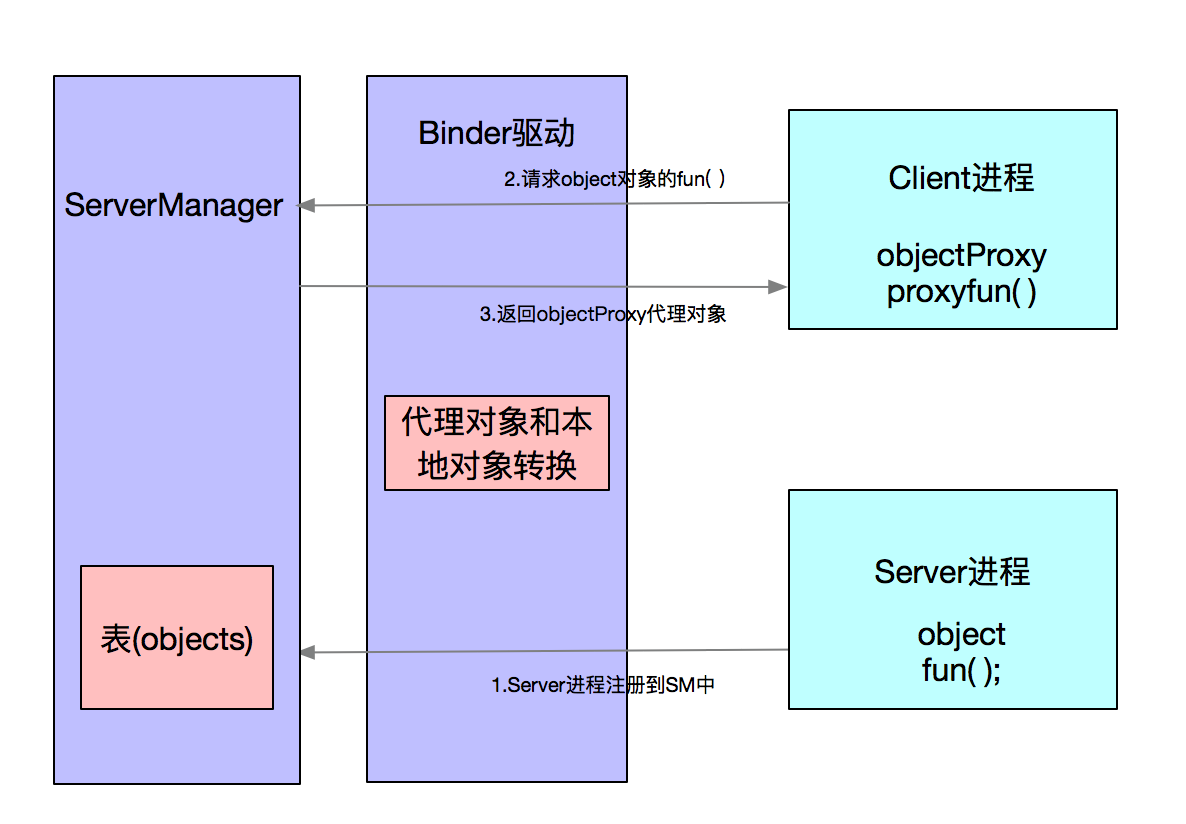 Binder驱动
2.请求object对象的fun( )
ServerManager
Client进程
objectProxy
proxyfun( )
3.返回objectProxy代理对象
代理对象和本
地对象转换
表(objects)
Server进程
object
fun( );
1.Server进程注册到SM中